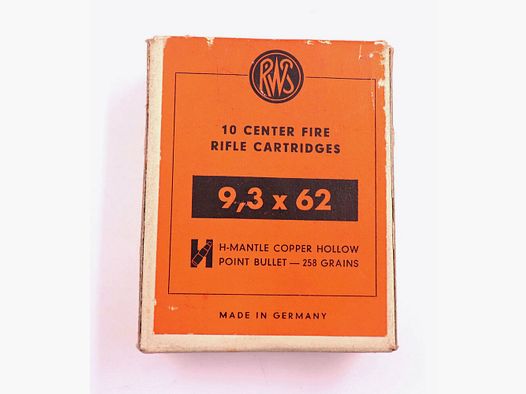 RWS
10 CENTER FIRE
RIFLE CARTRIDGES
9,3 x 62
H H-MANTLE COPPER HOLLOW
POINT BULLET — 258 GRAINS
MADE IN GERMANY